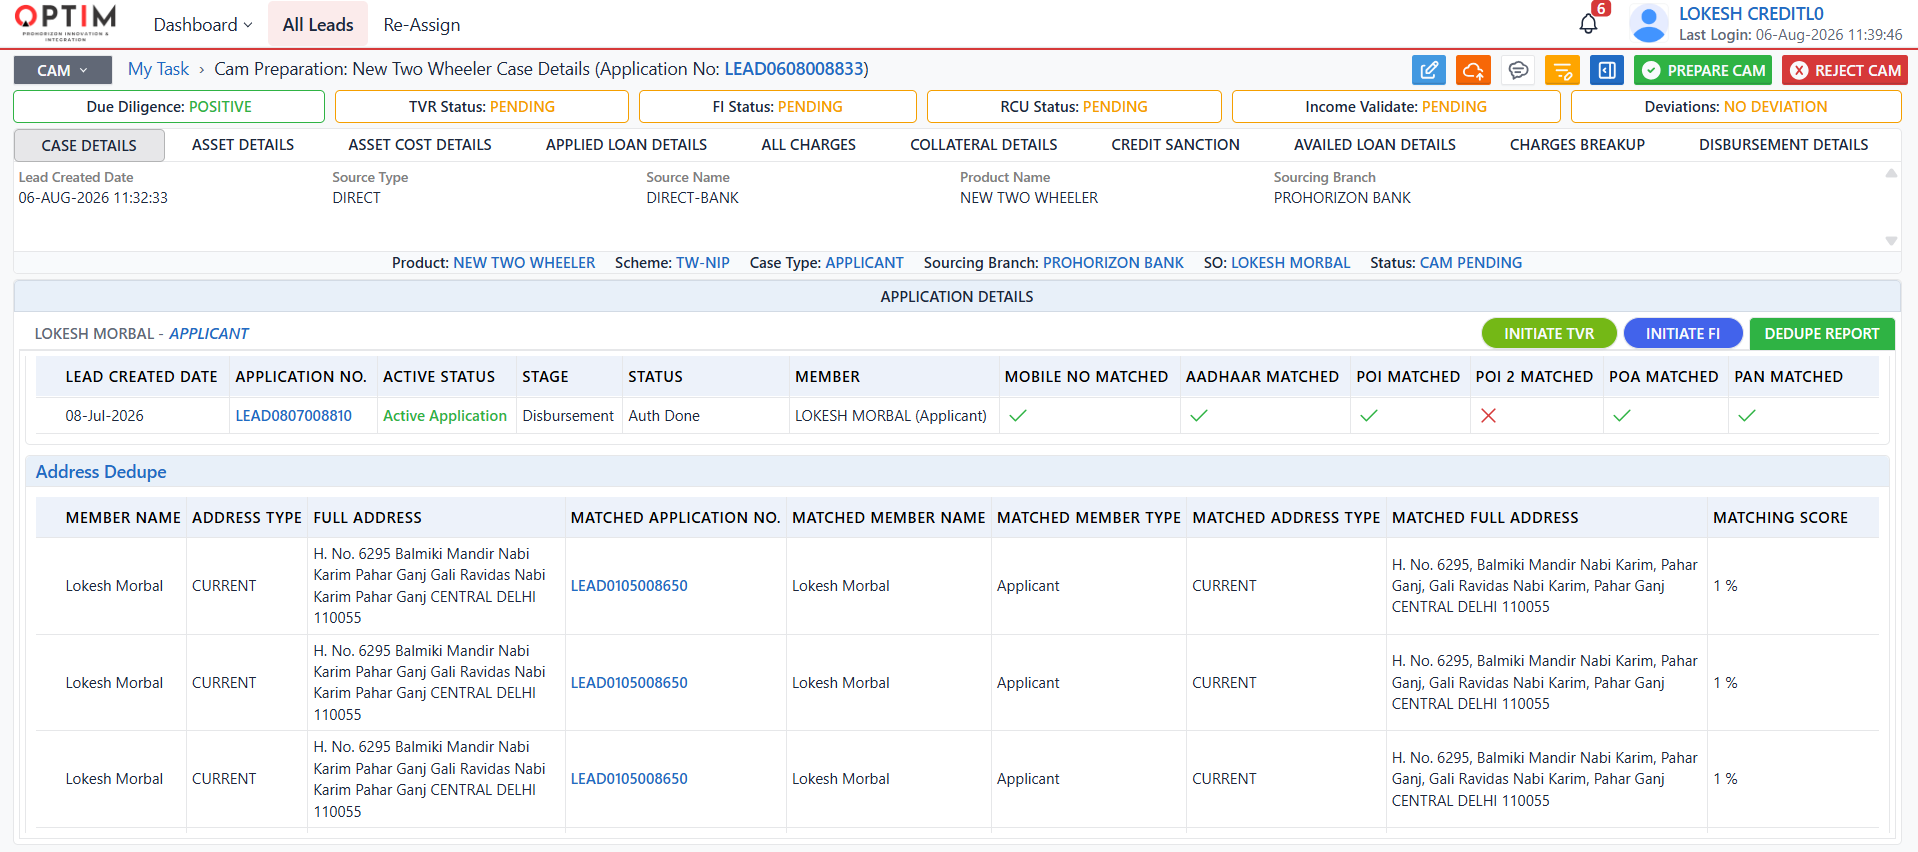 OPTIM
PROHORIZON INNOVATION &
INTEGRATION
Dashboard
All Leads
Re-Assign
6
LOKESH CREDITL0
Last Login: 06-Aug-2026 11:39:46
CAM
My Task › Cam Preparation: New Two Wheeler Case Details (Application No: LEAD0608008833)
PREPARE CAM
REJECT CAM
Due Diligence: POSITIVE
TVR Status: PENDING
FI Status: PENDING
RCU Status: PENDING
Income Validate: PENDING
Deviations: NO DEVIATION
CASE DETAILS
ASSET DETAILS
ASSET COST DETAILS
APPLIED LOAN DETAILS
ALL CHARGES
COLLATERAL DETAILS
CREDIT SANCTION
AVAILED LOAN DETAILS
CHARGES BREAKUP
DISBURSEMENT DETAILS
Lead Created Date
06-AUG-2026 11:32:33
Source Type
DIRECT
Source Name
DIRECT-BANK
Product Name
NEW TWO WHEELER
Sourcing Branch
PROHORIZON BANK
Product: NEW TWO WHEELER Scheme: TW-NIP Case Type: APPLICANT Sourcing Branch: PROHORIZON BANK SO: LOKESH MORBAL Status: CAM PENDING
APPLICATION DETAILS
LOKESH MORBAL - APPLICANT
INITIATE TVR
INITIATE FI
DEDUPE REPORT
LEAD CREATED DATE APPLICATION NO. ACTIVE STATUS STAGE STATUS MEMBER MOBILE NO MATCHED AADHAAR MATCHED POI MATCHED POI 2 MATCHED POA MATCHED PAN MATCHED
08-Jul-2026 LEAD0807008810 Active Application Disbursement Auth Done LOKESH MORBAL (Applicant)
Address Dedupe
MEMBER NAME ADDRESS TYPE FULL ADDRESS MATCHED APPLICATION NO. MATCHED MEMBER NAME MATCHED MEMBER TYPE MATCHED ADDRESS TYPE MATCHED FULL ADDRESS MATCHING SCORE
Lokesh Morbal
CURRENT
H. No. 6295 Balmiki Mandir Nabi
Karim Pahar Ganj Gali Ravidas Nabi
Karim Pahar Ganj CENTRAL DELHI
110055
LEAD0105008650
Lokesh Morbal
Applicant
CURRENT
H. No. 6295, Balmiki Mandir Nabi Karim, Pahar
Ganj, Gali Ravidas Nabi Karim, Pahar Ganj
CENTRAL DELHI 110055
1 %
Lokesh Morbal
CURRENT
H. No. 6295 Balmiki Mandir Nabi
Karim Pahar Ganj Gali Ravidas Nabi
Karim Pahar Ganj CENTRAL DELHI
110055
LEAD0105008650
Lokesh Morbal
Applicant
CURRENT
H. No. 6295, Balmiki Mandir Nabi Karim, Pahar
Ganj, Gali Ravidas Nabi Karim, Pahar Ganj
CENTRAL DELHI 110055
1 %
Lokesh Morbal
CURRENT
H. No. 6295 Balmiki Mandir Nabi
Karim Pahar Ganj Gali Ravidas Nabi
Karim Pahar Ganj CENTRAL DELHI
110055
LEAD0105008650
Lokesh Morbal
Applicant
CURRENT
H. No. 6295, Balmiki Mandir Nabi Karim, Pahar
Ganj, Gali Ravidas Nabi Karim, Pahar Ganj
CENTRAL DELHI 110055
1 %